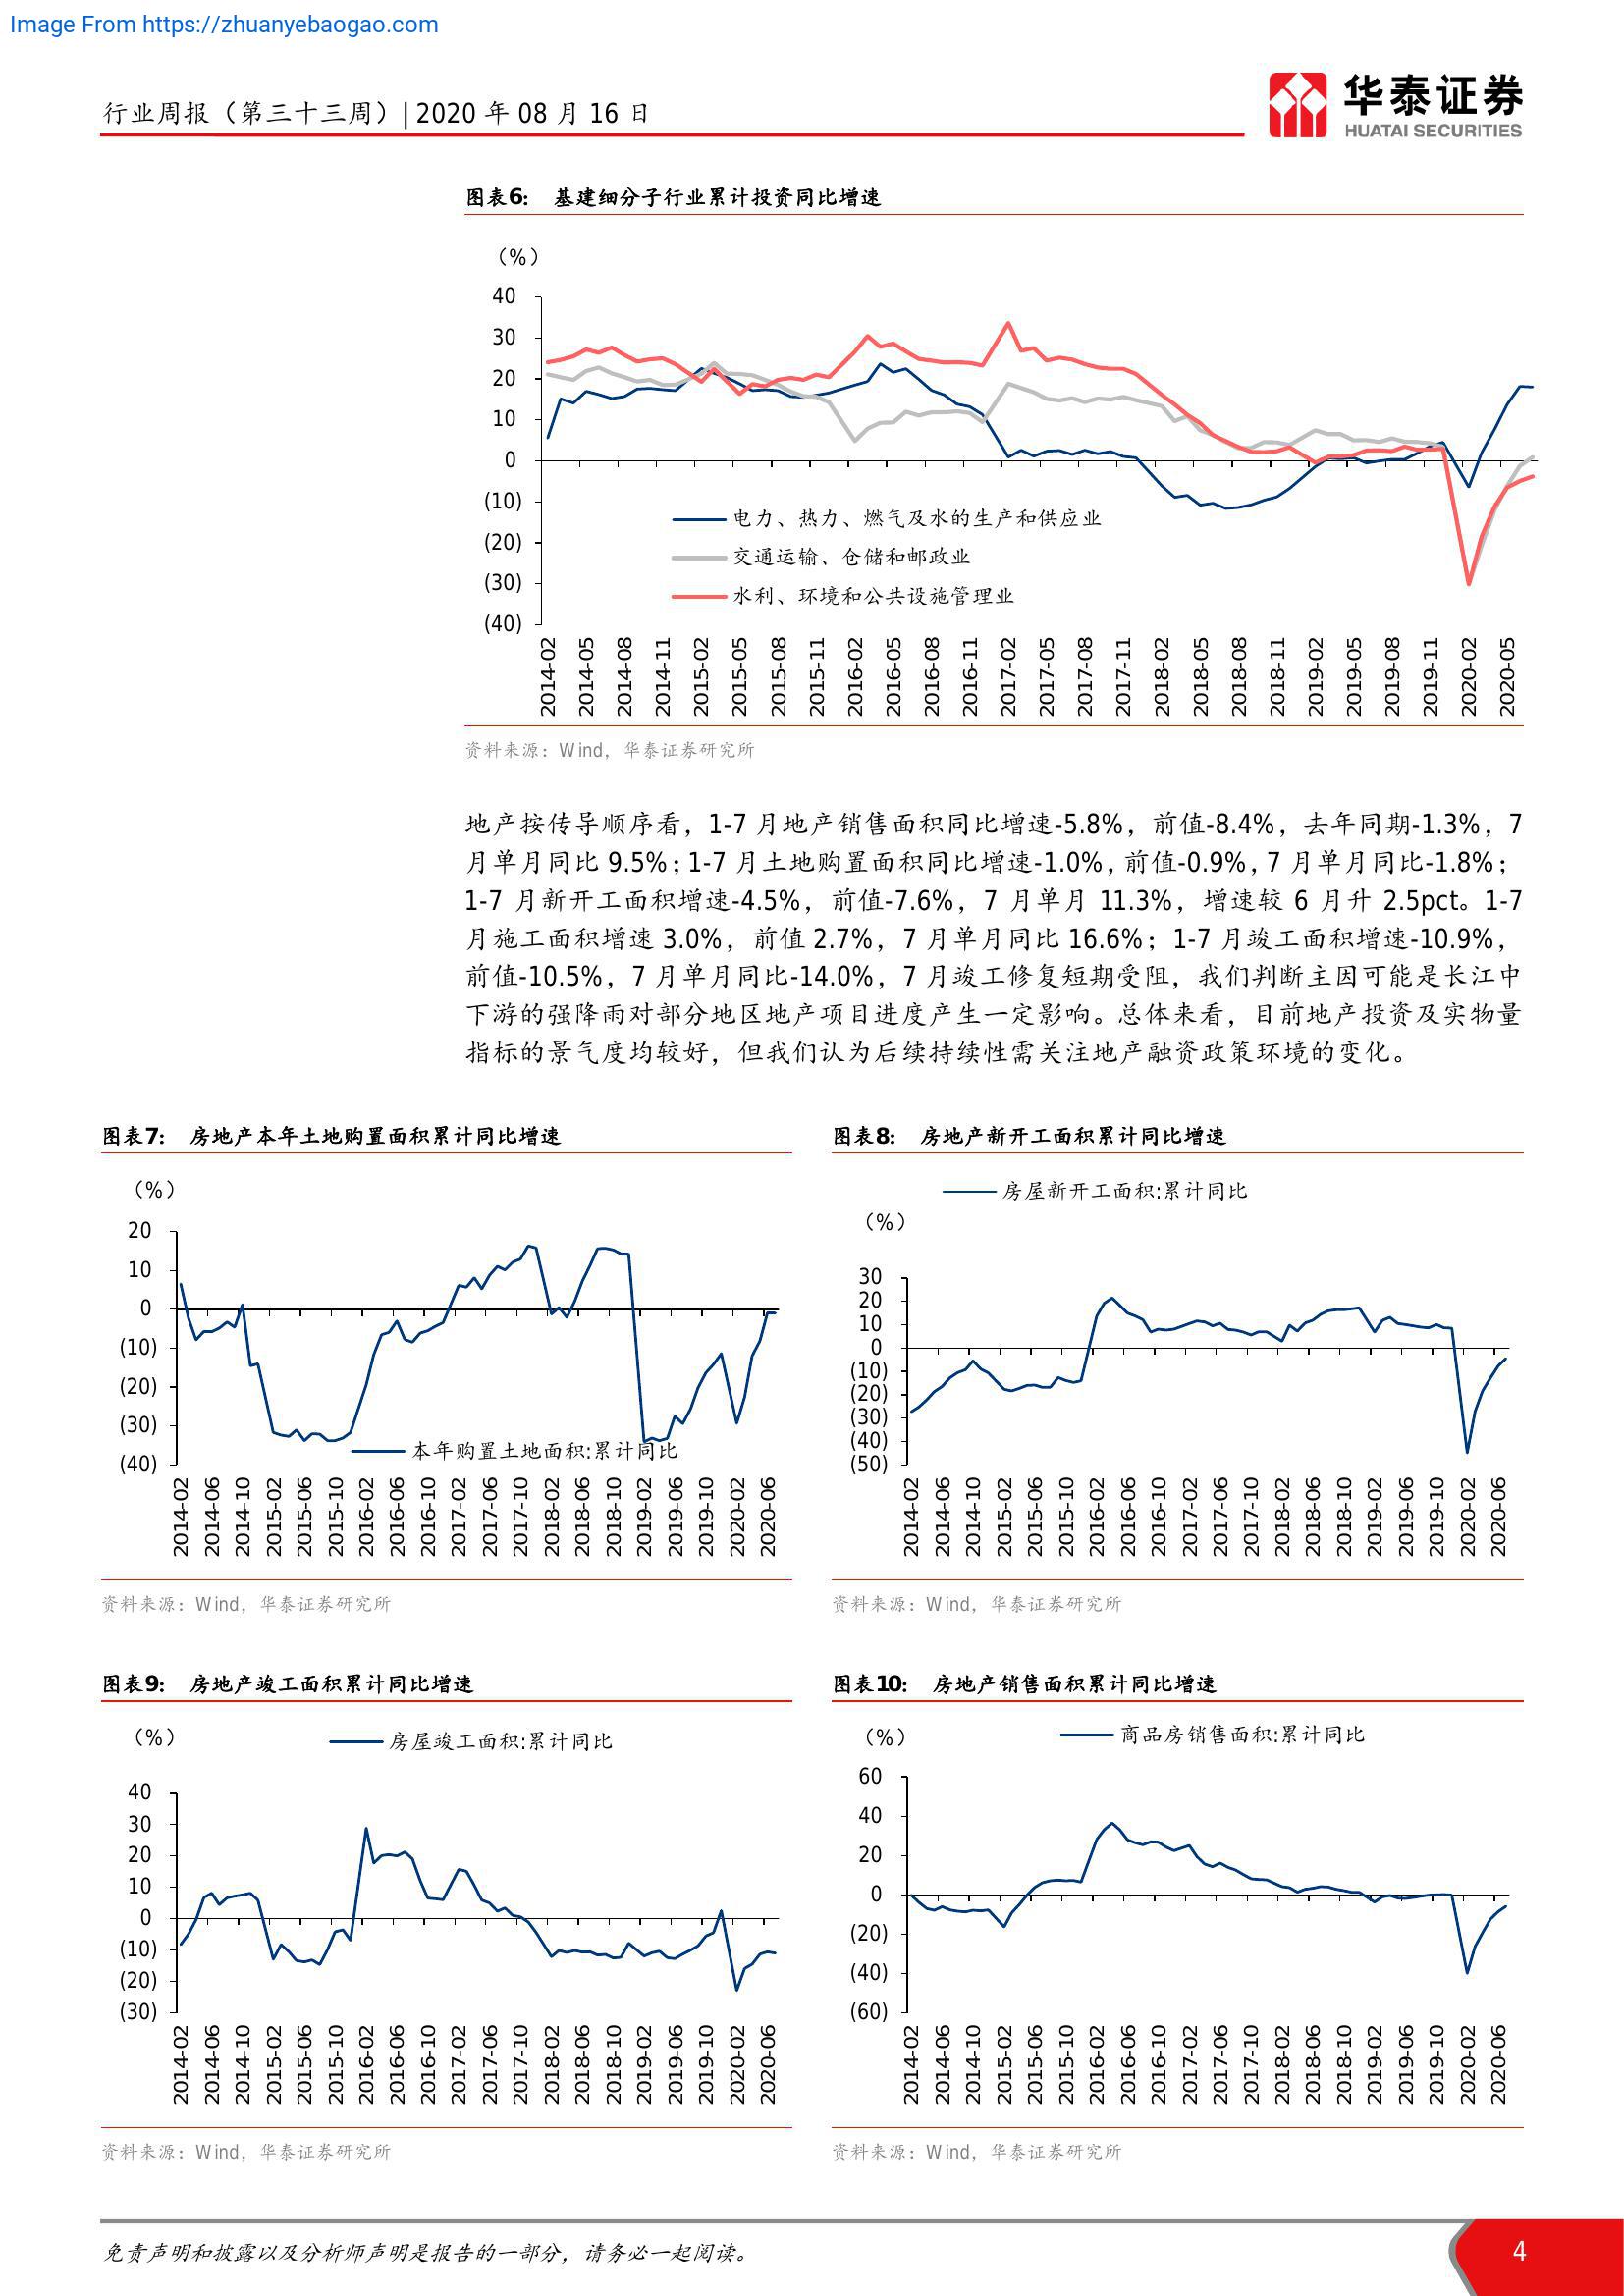 Image From https://zhuanyebaogao.com
行业周报（第三十三周）| 2020 年 08 月 16 日
华泰证券
HUATAI SECURITIES
图表6： 基建细分子行业累计投资同比增速
（%）
40
30
20
10
0
(10)
(20)
(30)
(40)
电力、热力、燃气及水的生产和供应业
交通运输、仓储和邮政业
水利、环境和公共设施管理业
2014-02 2014-05 2014-08 2014-11 2015-02 2015-05 2015-08 2015-11 2016-02 2016-05 2016-08 2016-11 2017-02 2017-05 2017-08 2017-11 2018-02 2018-05 2018-08 2018-11 2019-02 2019-05 2019-08 2019-11 2020-02 2020-05
资料来源：Wind，华泰证券研究所
地产按传导顺序看，1-7 月地产销售面积同比增速-5.8%，前值-8.4%，去年同期-1.3%，7
月单月同比 9.5%；1-7 月土地购置面积同比增速-1.0%，前值-0.9%，7 月单月同比-1.8%；
1-7 月新开工面积增速-4.5%，前值-7.6%，7 月单月 11.3%，增速较 6 月升 2.5pct。1-7
月施工面积增速 3.0%，前值 2.7%，7 月单月同比 16.6%；1-7 月竣工面积增速-10.9%，
前值-10.5%，7 月单月同比-14.0%，7 月竣工修复短期受阻，我们判断主因可能是长江中
下游的强降雨对部分地区地产项目进度产生一定影响。总体来看，目前地产投资及实物量
指标的景气度均较好，但我们认为后续持续性需关注地产融资政策环境的变化。
图表7： 房地产本年土地购置面积累计同比增速
（%）
20
10
0
(10)
(20)
(30)
(40)
本年购置土地面积:累计同比
2014-02 2014-06 2014-10 2015-02 2015-06 2015-10 2016-02 2016-06 2016-10 2017-02 2017-06 2017-10 2018-02 2018-06 2018-10 2019-02 2019-06 2019-10 2020-02 2020-06
资料来源：Wind，华泰证券研究所
图表8： 房地产新开工面积累计同比增速
房屋新开工面积:累计同比
（%）
30
20
10
0
(10)
(20)
(30)
(40)
(50)
2014-02 2014-06 2014-10 2015-02 2015-06 2015-10 2016-02 2016-06 2016-10 2017-02 2017-06 2017-10 2018-02 2018-06 2018-10 2019-02 2019-06 2019-10 2020-02 2020-06
资料来源：Wind，华泰证券研究所
图表9： 房地产竣工面积累计同比增速
（%）
房屋竣工面积:累计同比
40
30
20
10
0
(10)
(20)
(30)
2014-02 2014-06 2014-10 2015-02 2015-06 2015-10 2016-02 2016-06 2016-10 2017-02 2017-06 2017-10 2018-02 2018-06 2018-10 2019-02 2019-06 2019-10 2020-02 2020-06
资料来源：Wind，华泰证券研究所
图表10： 房地产销售面积累计同比增速
（%）
商品房销售面积:累计同比
60
40
20
0
(20)
(40)
(60)
2014-02 2014-06 2014-10 2015-02 2015-06 2015-10 2016-02 2016-06 2016-10 2017-02 2017-06 2017-10 2018-02 2018-06 2018-10 2019-02 2019-06 2019-10 2020-02 2020-06
资料来源：Wind，华泰证券研究所
免责声明和披露以及分析师声明是报告的一部分，请务必一起阅读。
4